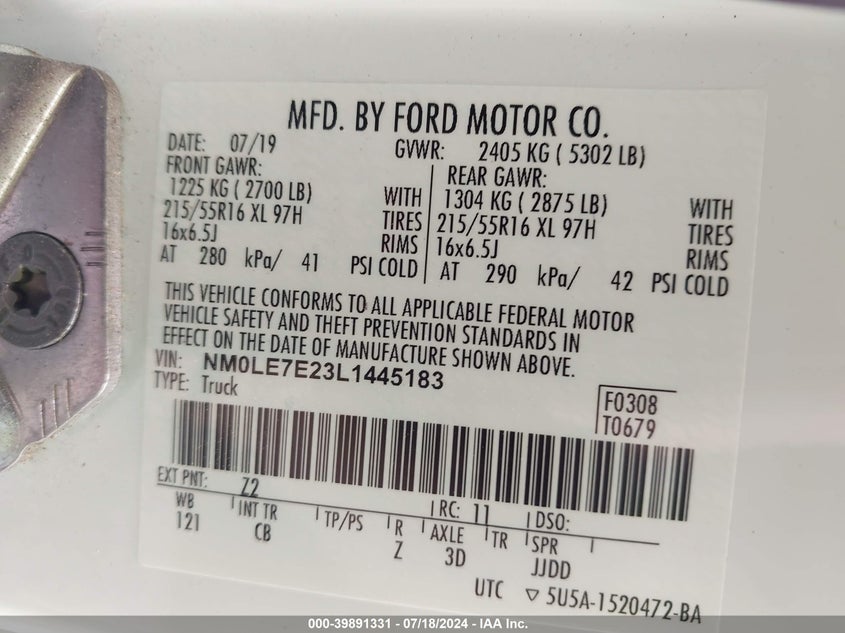 MFD. BY FORD MOTOR CO.
DATE: 07/19 GVWR: 2405 KG ( 5302 LB)
FRONT GAWR: REAR GAWR:
1225 KG ( 2700 LB) WITH 1304 KG ( 2875 LB) WITH
215/55R16 XL 97H TIRES 215/55R16 XL 97H TIRES
16x6.5J RIMS 16x6.5J RIMS
AT 280 kPa/ 41 PSI COLD AT 290 kPa/ 42 PSI COLD
THIS VEHICLE CONFORMS TO ALL APPLICABLE FEDERAL MOTOR
VEHICLE SAFETY AND THEFT PREVENTION STANDARDS IN
EFFECT ON THE DATE OF MANUFACTURE SHOWN ABOVE.
VIN: NM0LE7E23L1445183
TYPE: Truck
F0308
T0679
EXT PNT: Z2 RC: 11 DSO:
WB INT TR TP/PS R AXLE TR SPR
121 CB Z 3D JJDD
UTC ▽ 5U5A-1520472-BA
000-39891331 - 07/18/2024 - IAA Inc.